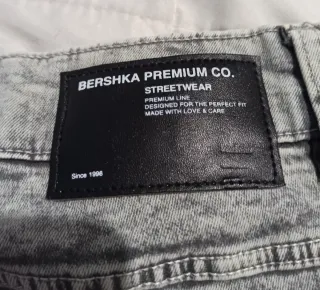 BERSHKA PREMIUM CO.
STREETWEAR
PREMIUM LINE
DESIGNED FOR THE PERFECT FIT
MADE WITH LOVE & CARE
Since 1998